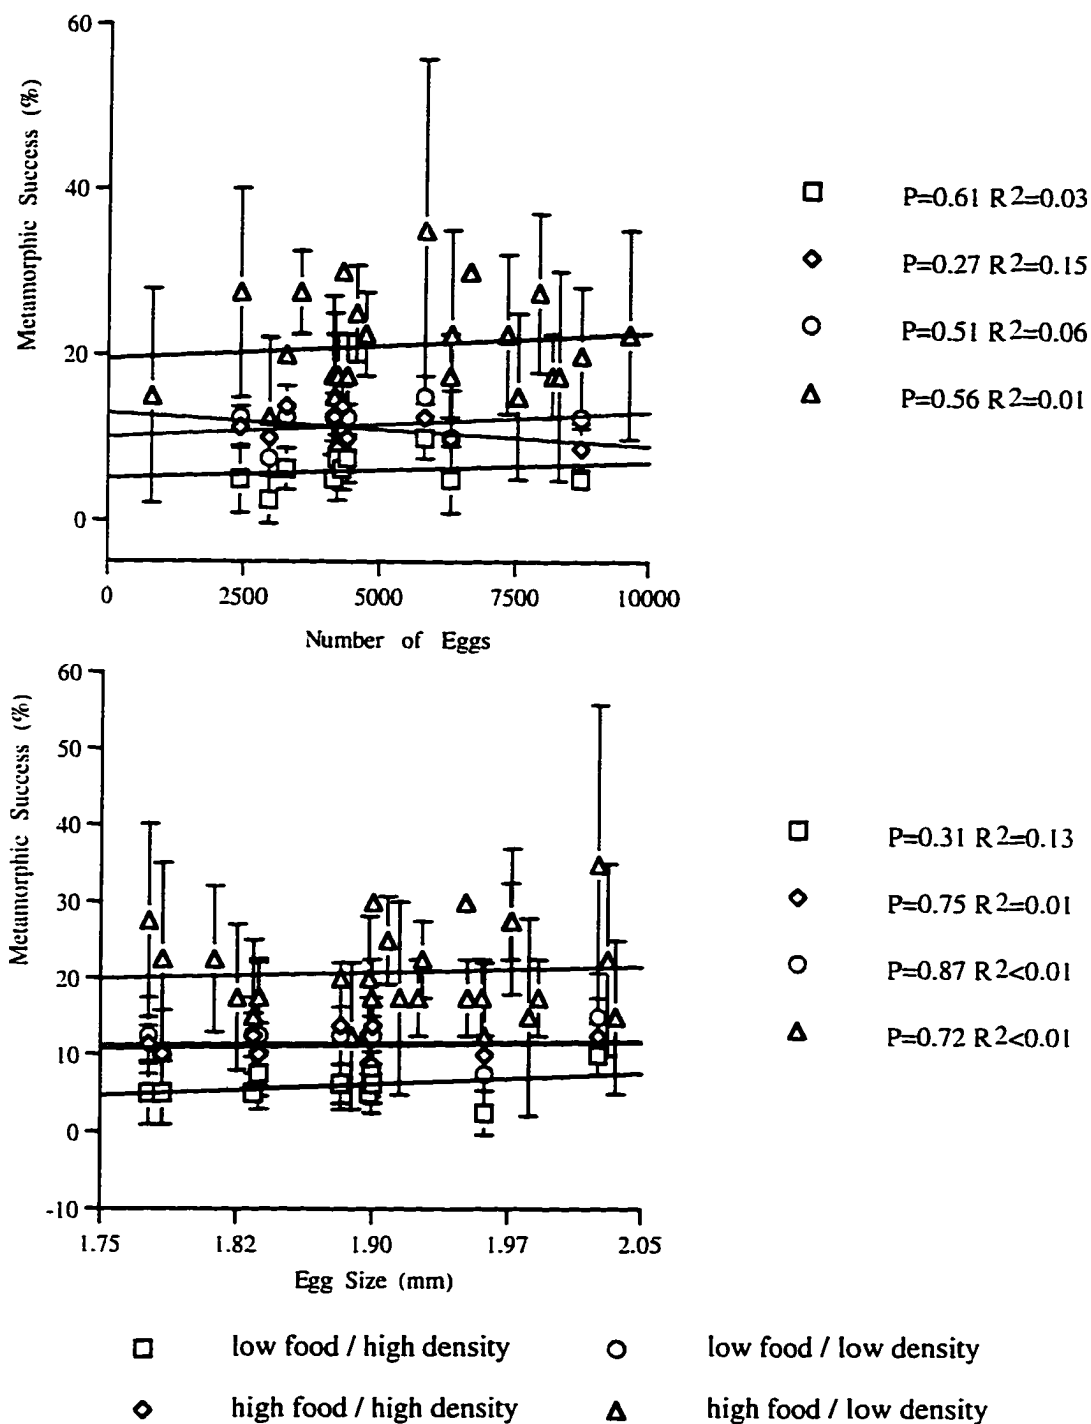 60
40
20
0
Metamorphic Success (%)
0 2500 5000 7500 10000
Number of Eggs
P=0.61 R2=0.03
P=0.27 R2=0.15
P=0.51 R2=0.06
P=0.56 R2=0.01
60
50
40
30
20
10
0
-10
Metamorphic Success (%)
1.75 1.82 1.90 1.97 2.05
Egg Size (mm)
P=0.31 R2=0.13
P=0.75 R2=0.01
P=0.87 R2<0.01
P=0.72 R2<0.01
low food / high density low food / low density
high food / high density high food / low density